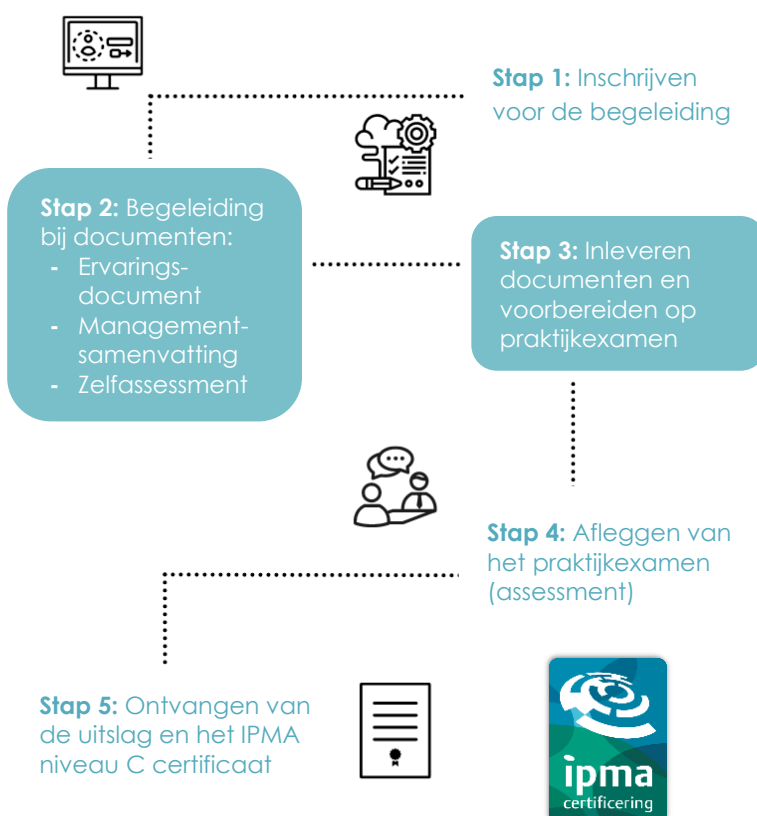 Stap 1: Inschrijven
voor de begeleiding
Stap 2: Begeleiding
bij documenten:
- Ervarings-
document
- Management-
samenvatting
- Zelfassessment
Stap 3: Inleveren
documenten en
voorbereiden op
praktijkexamen
Stap 4: Afleggen van
het praktijkexamen
(assessment)
Stap 5: Ontvangen van
de uitslag en het IPMA
niveau C certificaat
ipma
certificering